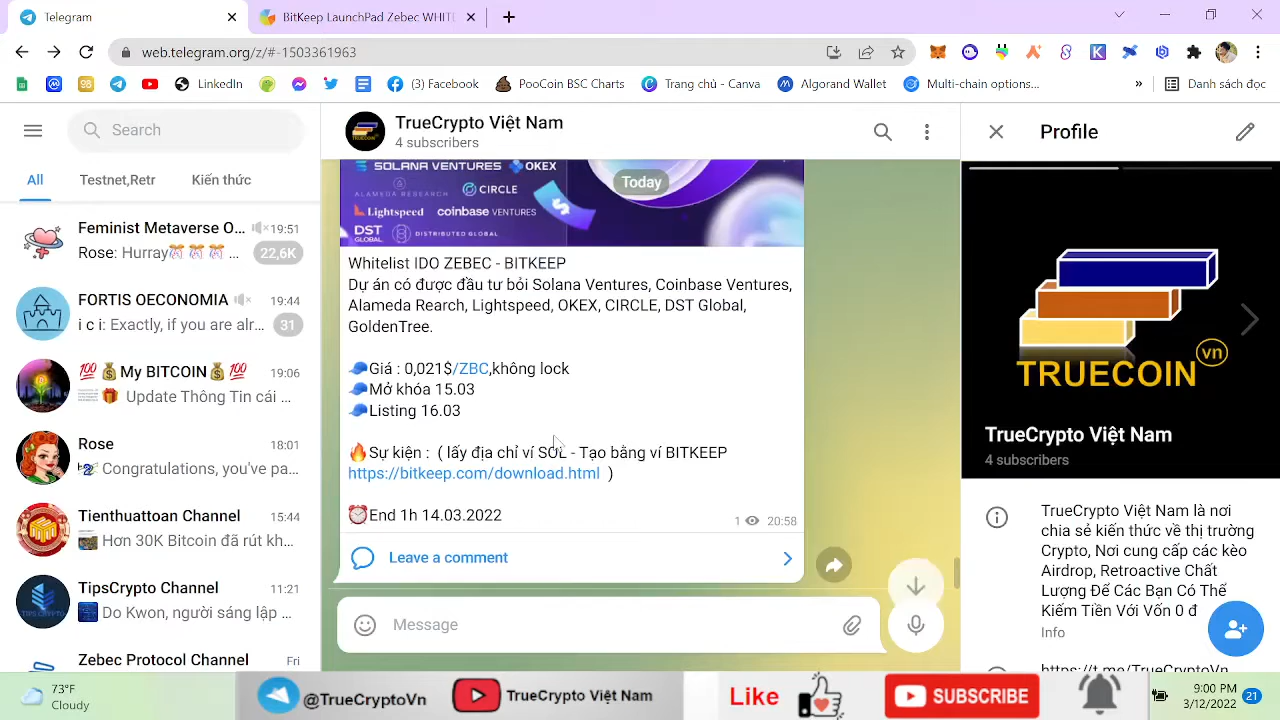 Telegram
BitKeep LaunchPad Zebec WHITE
web.telegram.org/z/#-1503361963
LinkedIn
(3) Facebook
PooCoin BSC Charts
Trang chủ - Canva
Algorand Wallet
Multi-chain options...
»
Danh sách đọc
Search
All
Testnet,Retr
Kiến thức
Feminist Metaverse O...
19:51
Rose: Hurray🎊 🎊 🎊 ...
22,6K
FORTIS OECONOMIA
19:44
i c i: Exactly, if you are alr...
31
💯 💰 My BITCOIN💰 💯
19:06
🎁 Update Thông Tin cái ...
Rose
18:01
Congratulations, you've pa...
Tienthuattoan Channel
15:44
Hơn 30K Bitcoin đã rút kh...
TipsCrypto Channel
11:21
Do Kwon, người sáng lập
Zebec Protocol Channel
Fri
TRUECOIN
TrueCrypto Việt Nam
4 subscribers
SOLANA VENTURES
OKEX
Today
ALAMEDA RESEARCH
CIRCLE
Lightspeed
coinbase VENTURES
DST GLOBAL
DISTRIBUTED GLOBAL
Whitelist IDO ZEBEC - BITKEEP
Dự án có được đầu tư bỏi Solana Ventures, Coinbase Ventures,
Alameda Rearch, Lightspeed, OKEX, CIRCLE, DST Global,
GoldenTree.
🧢Giá : 0,021$/ZBC,không lock
🧢Mở khóa 15.03
🧢Listing 16.03
🔥Sự kiện : ( lấy địa chỉ ví SOL - Tạo bằng ví BITKEEP
https://bitkeep.com/download.html )
⏰End 1h 14.03.2022
1
20:58
Leave a comment
Message
Profile
TRUECOIN vn
TrueCrypto Việt Nam
4 subscribers
TrueCrypto Việt Nam là nơi
chia sẻ kiến thức về thị trường
Crypto, Nơi cung cấp các kèo
Airdrop, Retroactive Chất
Lượng Để Các Bạn Có Thể
Kiếm Tiền Với Vốn 0 đ
Info
https://t.me/TrueCryptoVn
73°F
Cloudy
@TrueCryptoVn
TrueCrypto Việt Nam
Like
SUBSCRIBE
9:00 PM
3/12/2022
21